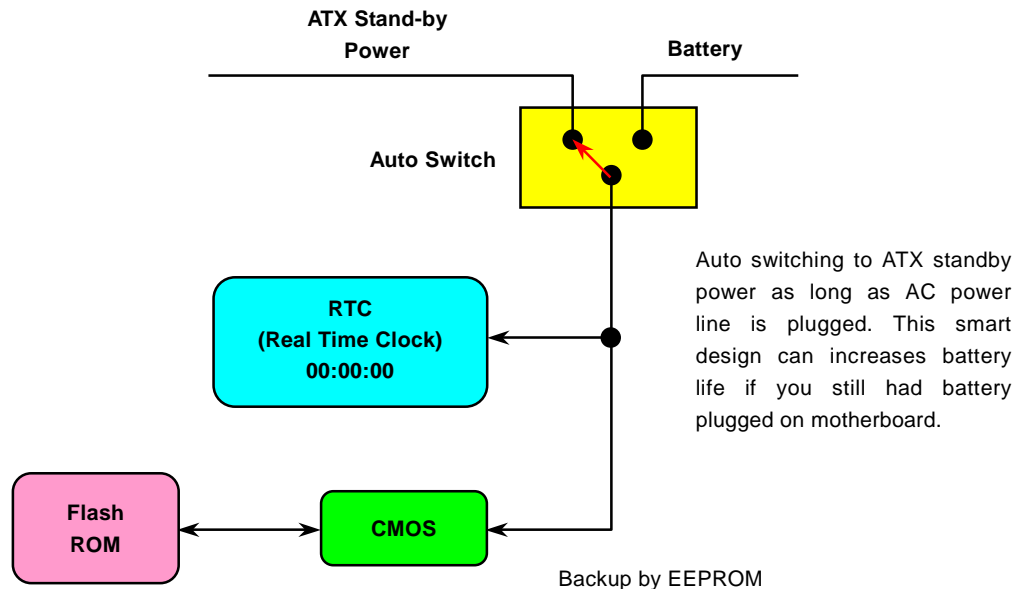 ATX Stand-by
Power
Battery
Auto Switch
Auto switching to ATX standby
power as long as AC power
line is plugged. This smart
design can increases battery
life if you still had battery
plugged on motherboard.
RTC
(Real Time Clock)
00:00:00
Flash
ROM
CMOS
Backup by EEPROM